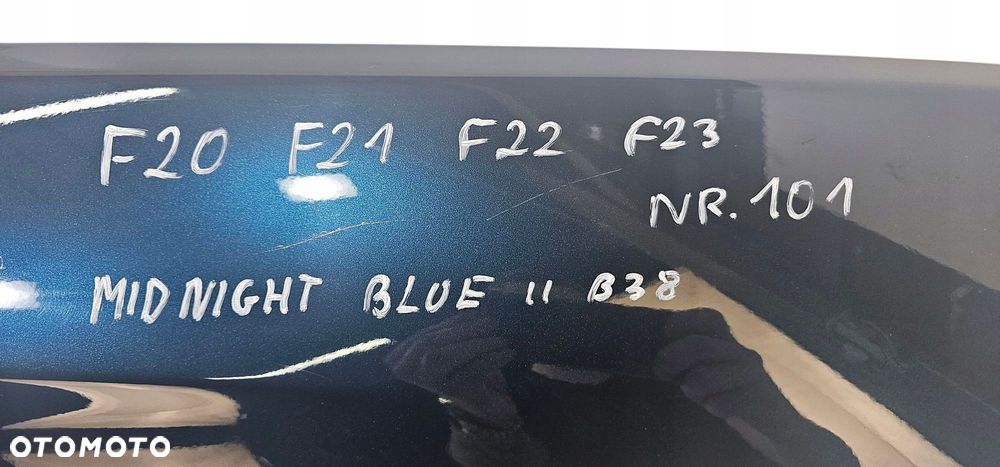 F20 F21 F22 F23
NR. 101
MIDNIGHT BLUE II B38
OTOMOTO